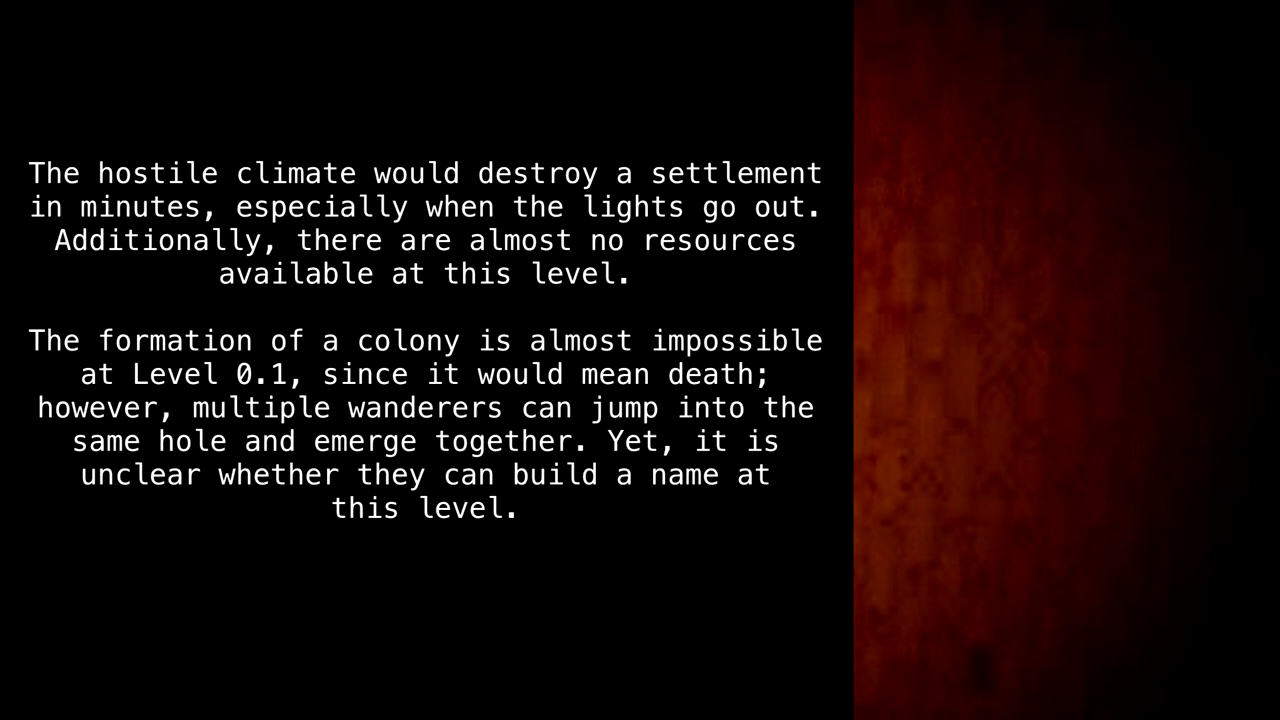 The hostile climate would destroy a settlement
in minutes, especially when the lights go out.
Additionally, there are almost no resources
available at this level.
The formation of a colony is almost impossible
at Level 0.1, since it would mean death;
however, multiple wanderers can jump into the
same hole and emerge together. Yet, it is
unclear whether they can build a name at
this level.